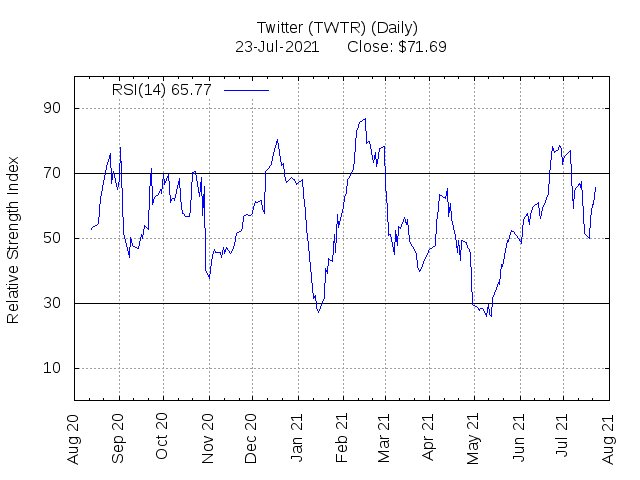 Twitter (TWTR) (Daily)
23-Jul-2021 Close: $71.69
RSI(14) 65.77
90
70
50
30
10
Relative Strength Index
Aug 20
Sep 20
Oct 20
Nov 20
Dec 20
Jan 21
Feb 21
Mar 21
Apr 21
May 21
Jun 21
Jul 21
Aug 21